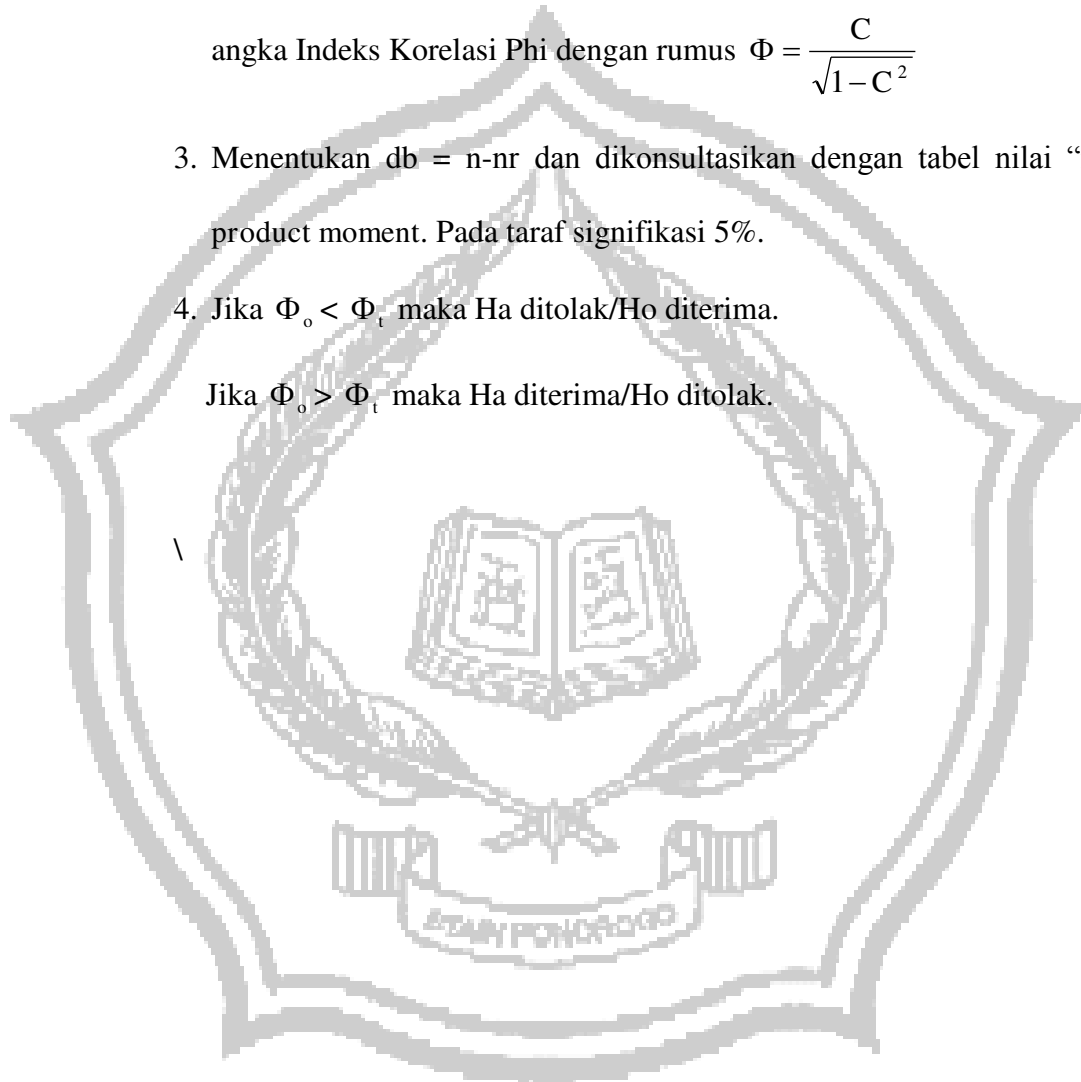 angka Indeks Korelasi Phi dengan rumus Φ = C / √(1 – C²)
3. Menentukan db = n-nr dan dikonsultasikan dengan tabel nilai “
product moment. Pada taraf signifikasi 5%.
4. Jika Φₒ < Φₜ maka Ha ditolak/Ho diterima.
Jika Φₒ > Φₜ maka Ha diterima/Ho ditolak.
\
STAIN PONOROGO